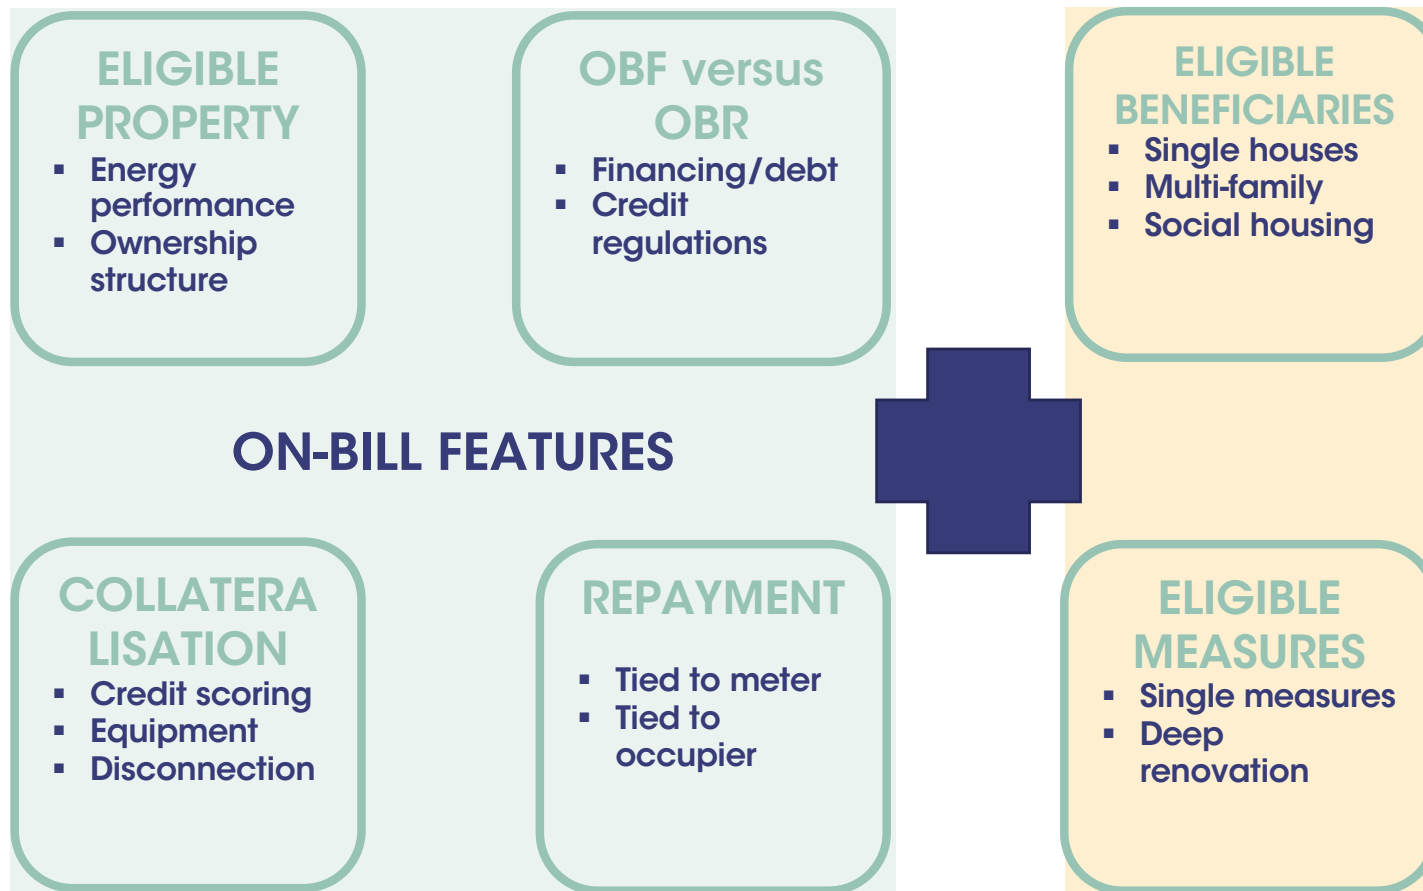 ELIGIBLE
PROPERTY
▪ Energy
performance
▪ Ownership
structure
OBF versus
OBR
▪ Financing/debt
▪ Credit
regulations
ELIGIBLE
BENEFICIARIES
▪ Single houses
▪ Multi-family
▪ Social housing
ON-BILL FEATURES
COLLATERA
LISATION
▪ Credit scoring
▪ Equipment
▪ Disconnection
REPAYMENT
▪ Tied to meter
▪ Tied to
occupier
ELIGIBLE
MEASURES
▪ Single measures
▪ Deep
renovation